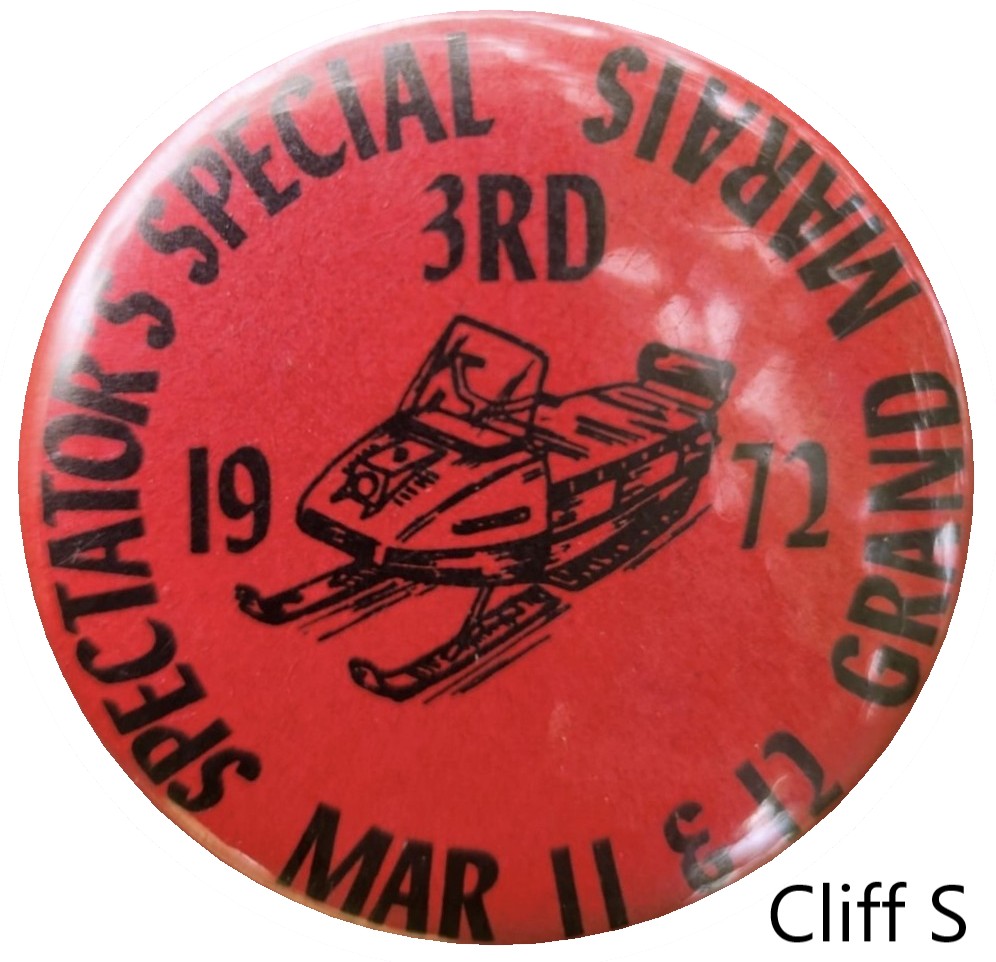 SPECTATOR'S SPECIAL
3RD
19 72
MAR 11 & 12 GRAND MARAIS
Cliff S